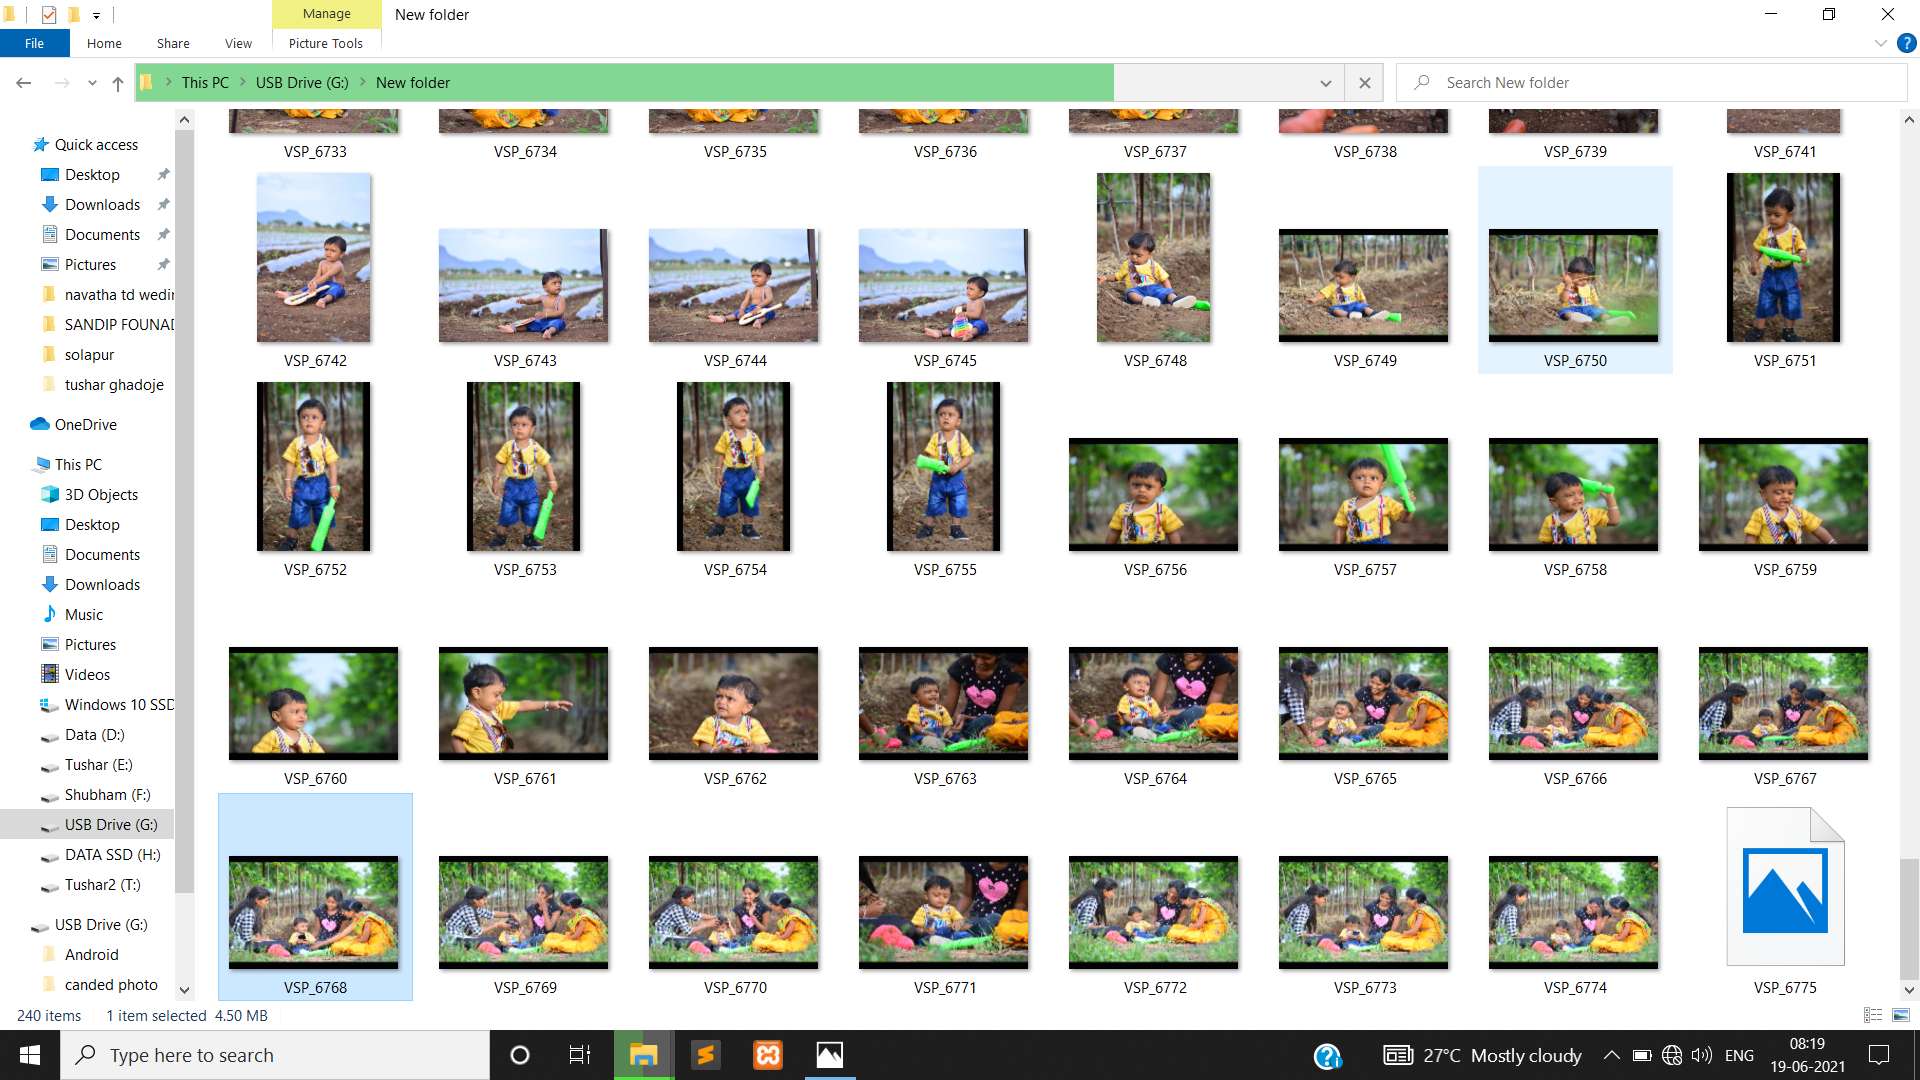 Manage
New folder
File
Home
Share
View
Picture Tools
This PC
USB Drive (G:)
New folder
Search New folder
Quick access
Desktop
Downloads
Documents
Pictures
navatha td wedin
SANDIP FOUNAD
solapur
tushar ghadoje
OneDrive
This PC
3D Objects
Desktop
Documents
Downloads
Music
Pictures
Videos
Windows 10 SSD
Data (D:)
Tushar (E:)
Shubham (F:)
USB Drive (G:)
DATA SSD (H:)
Tushar2 (T:)
USB Drive (G:)
Android
canded photo
VSP_6733 VSP_6734 VSP_6735 VSP_6736 VSP_6737 VSP_6738 VSP_6739 VSP_6741
VSP_6742 VSP_6743 VSP_6744 VSP_6745 VSP_6748 VSP_6749 VSP_6750 VSP_6751
VSP_6752 VSP_6753 VSP_6754 VSP_6755 VSP_6756 VSP_6757 VSP_6758 VSP_6759
VSP_6760 VSP_6761 VSP_6762 VSP_6763 VSP_6764 VSP_6765 VSP_6766 VSP_6767
VSP_6768 VSP_6769 VSP_6770 VSP_6771 VSP_6772 VSP_6773 VSP_6774 VSP_6775
240 items 1 item selected 4.50 MB
Type here to search
27°C Mostly cloudy
ENG
08:19
19-06-2021